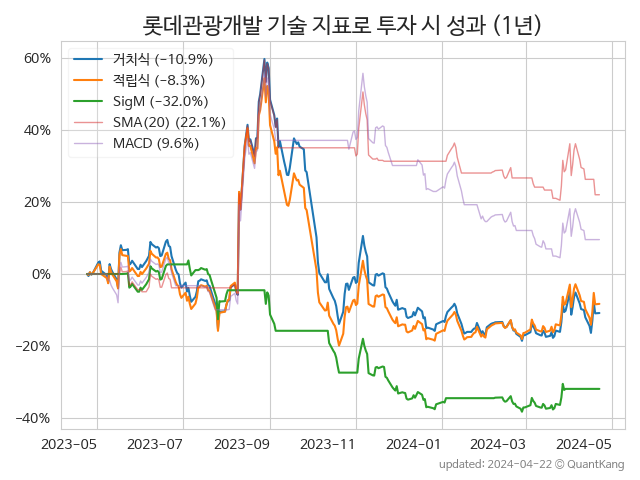 롯데관광개발 기술 지표로 투자 시 성과 (1년)
60%
40%
20%
0%
−20%
−40%
거치식 (−10.9%)
적립식 (−8.3%)
SigM (−32.0%)
SMA(20) (22.1%)
MACD (9.6%)
2023−05
2023−07
2023−09
2023−11
2024−01
2024−03
2024−05
updated: 2024−04−22 © QuantKang